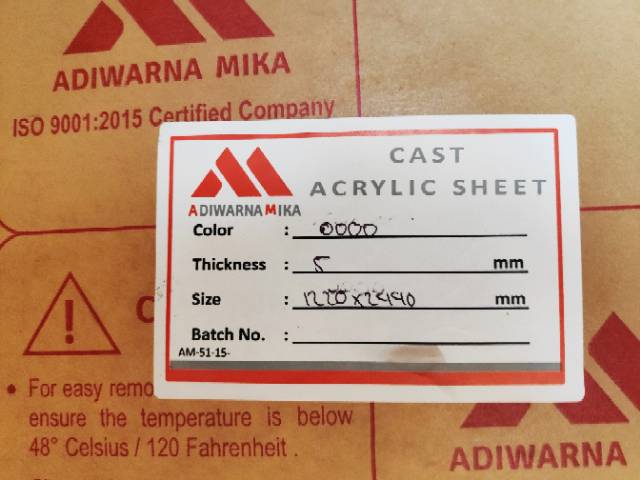 ADIWARNA MIKA
ISO 9001:2015 Certified Company
CAST
ACRYLIC SHEET
ADIWARNA MIKA
Color : 0000
Thickness : 5 mm
Size : 1220x2440 mm
Batch No. :
AM-51-15-
C
• For easy remo
ensure the temperature is below
48° Celsius / 120 Fahrenheit .
ADIWARNA